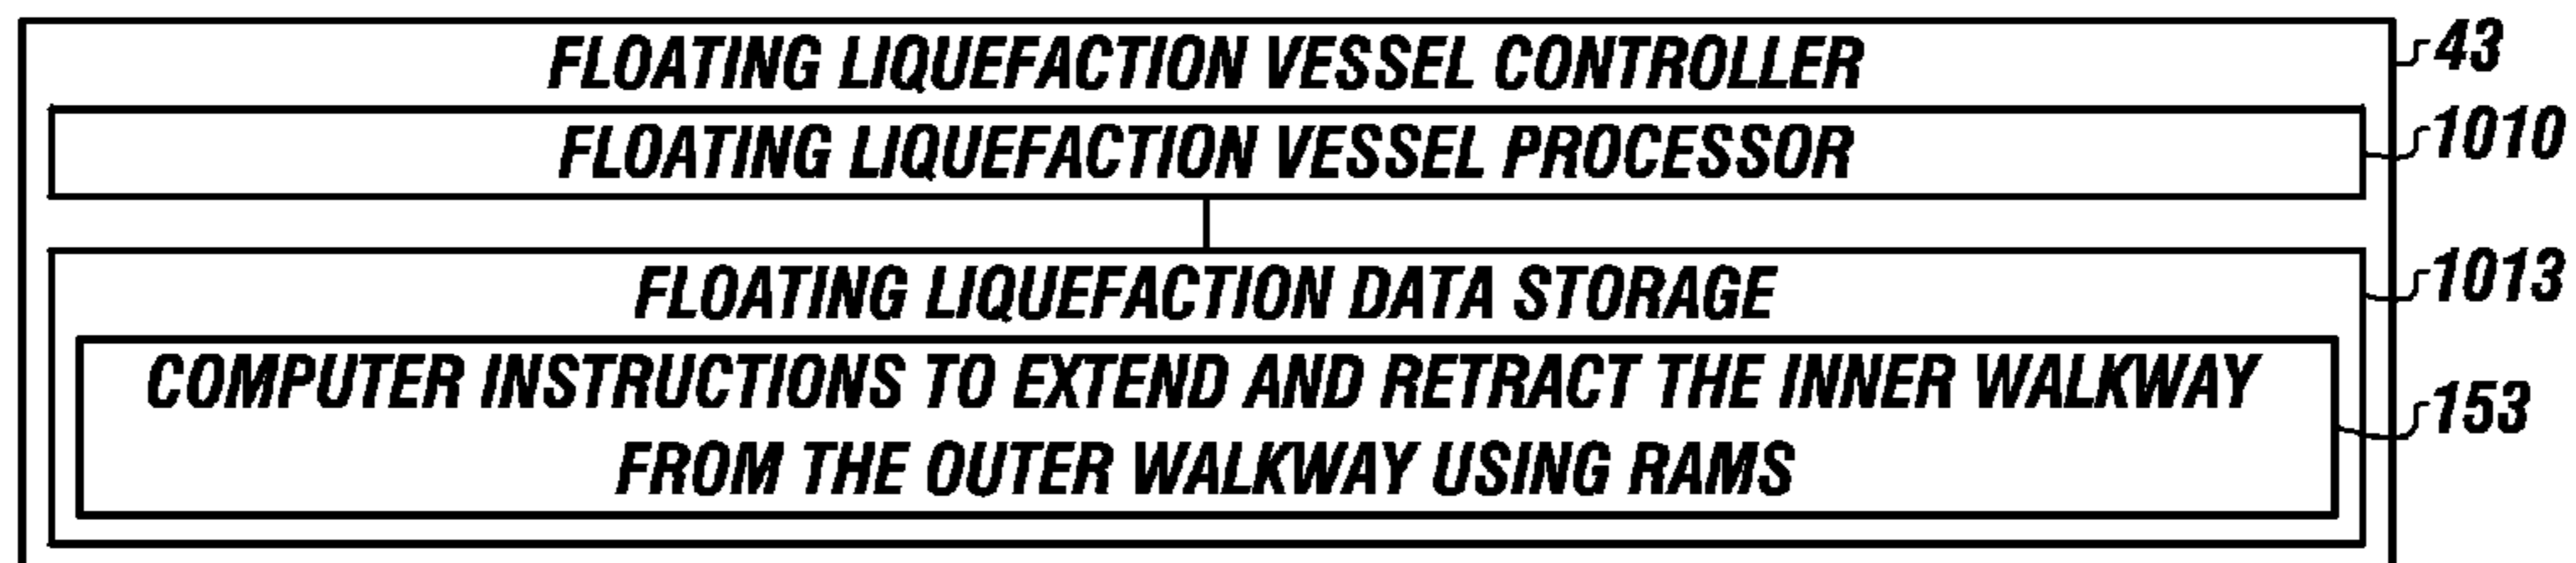 FLOATING LIQUEFACTION VESSEL CONTROLLER 43
FLOATING LIQUEFACTION VESSEL PROCESSOR 1010
FLOATING LIQUEFACTION DATA STORAGE 1013
COMPUTER INSTRUCTIONS TO EXTEND AND RETRACT THE INNER WALKWAY
FROM THE OUTER WALKWAY USING RAMS
153